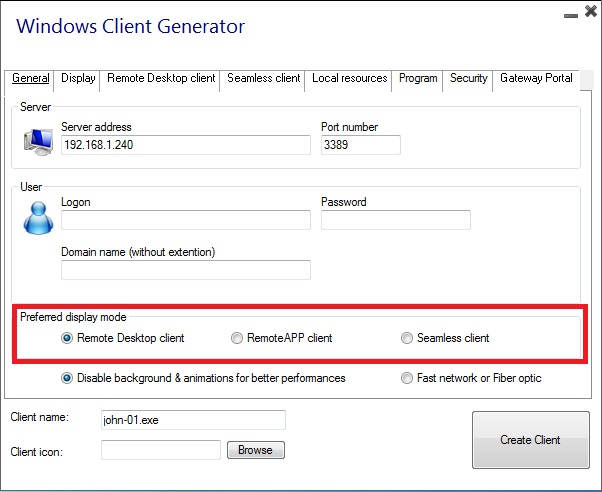 Windows Client Generator
General Display Remote Desktop client Seamless client Local resources Program Security Gateway Portal
Server
Server address Port number
192.168.1.240 3389
User
Logon Password
Domain name (without extention)
Preferred display mode
Remote Desktop client RemoteAPP client Seamless client
Disable background & animations for better performances Fast network or Fiber optic
Client name: john-01.exe
Client icon: Browse
Create Client